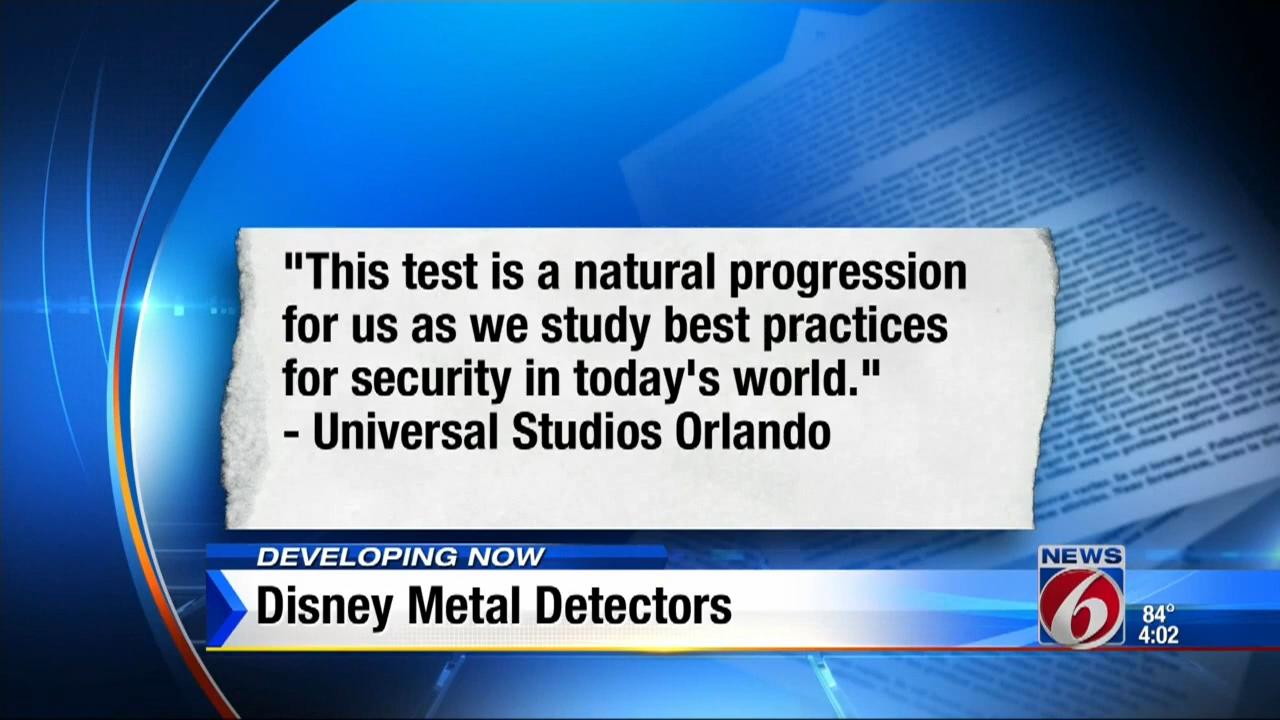 "This test is a natural progression
for us as we study best practices
for security in today's world."
- Universal Studios Orlando
DEVELOPING NOW
Disney Metal Detectors
NEWS
6
84°
4:02